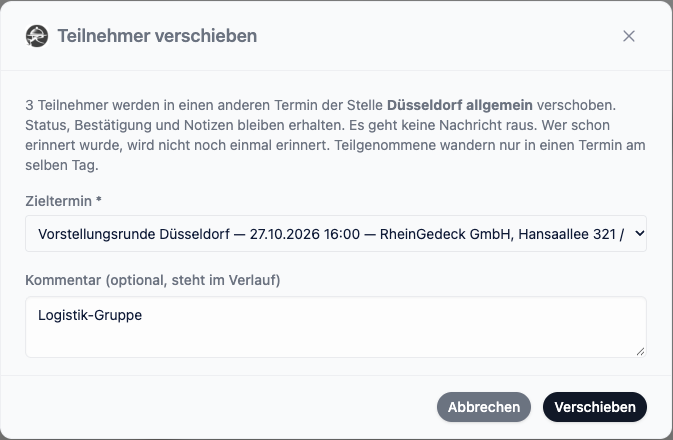 Teilnehmer verschieben
3 Teilnehmer werden in einen anderen Termin der Stelle Düsseldorf allgemein verschoben.
Status, Bestätigung und Notizen bleiben erhalten. Es geht keine Nachricht raus. Wer schon
erinnert wurde, wird nicht noch einmal erinnert. Teilgenommene wandern nur in einen Termin am
selben Tag.
Zieltermin *
Vorstellungsrunde Düsseldorf — 27.10.2026 16:00 — RheinGedeck GmbH, Hansaallee 321 /
Kommentar (optional, steht im Verlauf)
Logistik-Gruppe
Abbrechen Verschieben